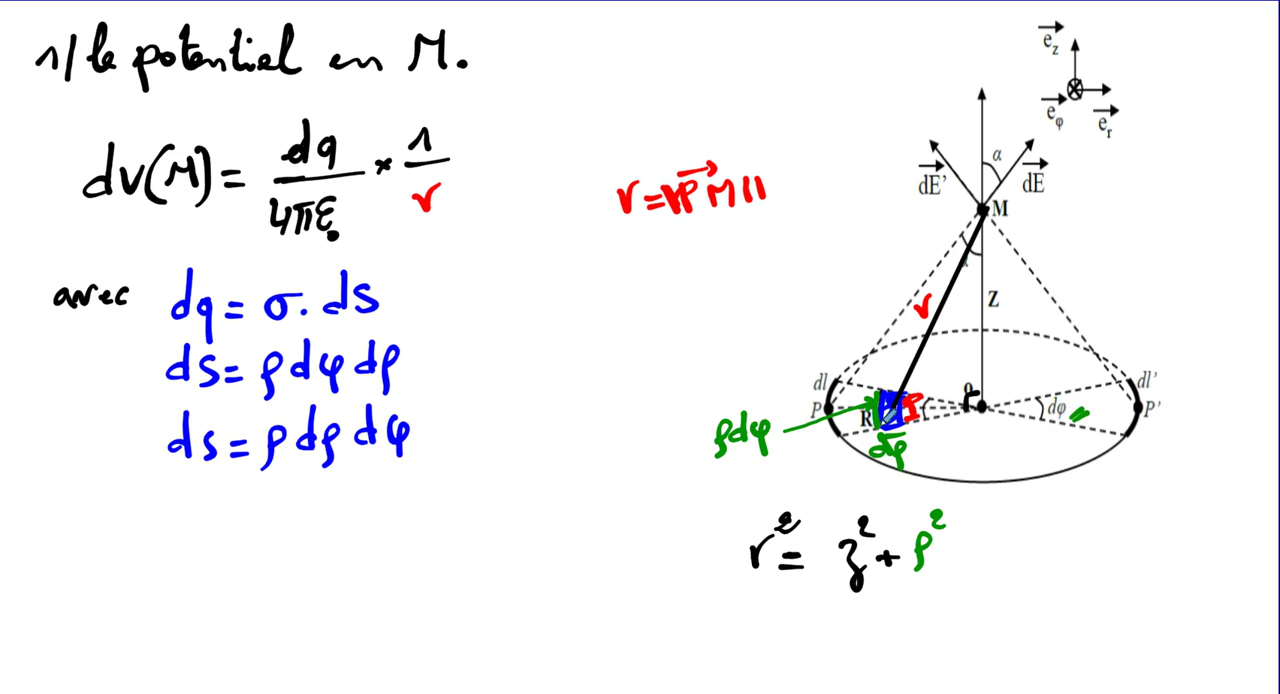 1/ le potentiel en M.
dv(M) = dq / 4πε₀ × 1 / r
r = ||PM||
avec dq = σ. ds
ds = ρ dφ dρ
ds = ρ dρ dφ
e_z
e_φ
e_r
α
dE'
dE
M
r
Z
dl
dl'
P
R
ρ
dφ
P'
ρdφ
dρ
r² = z² + ρ²